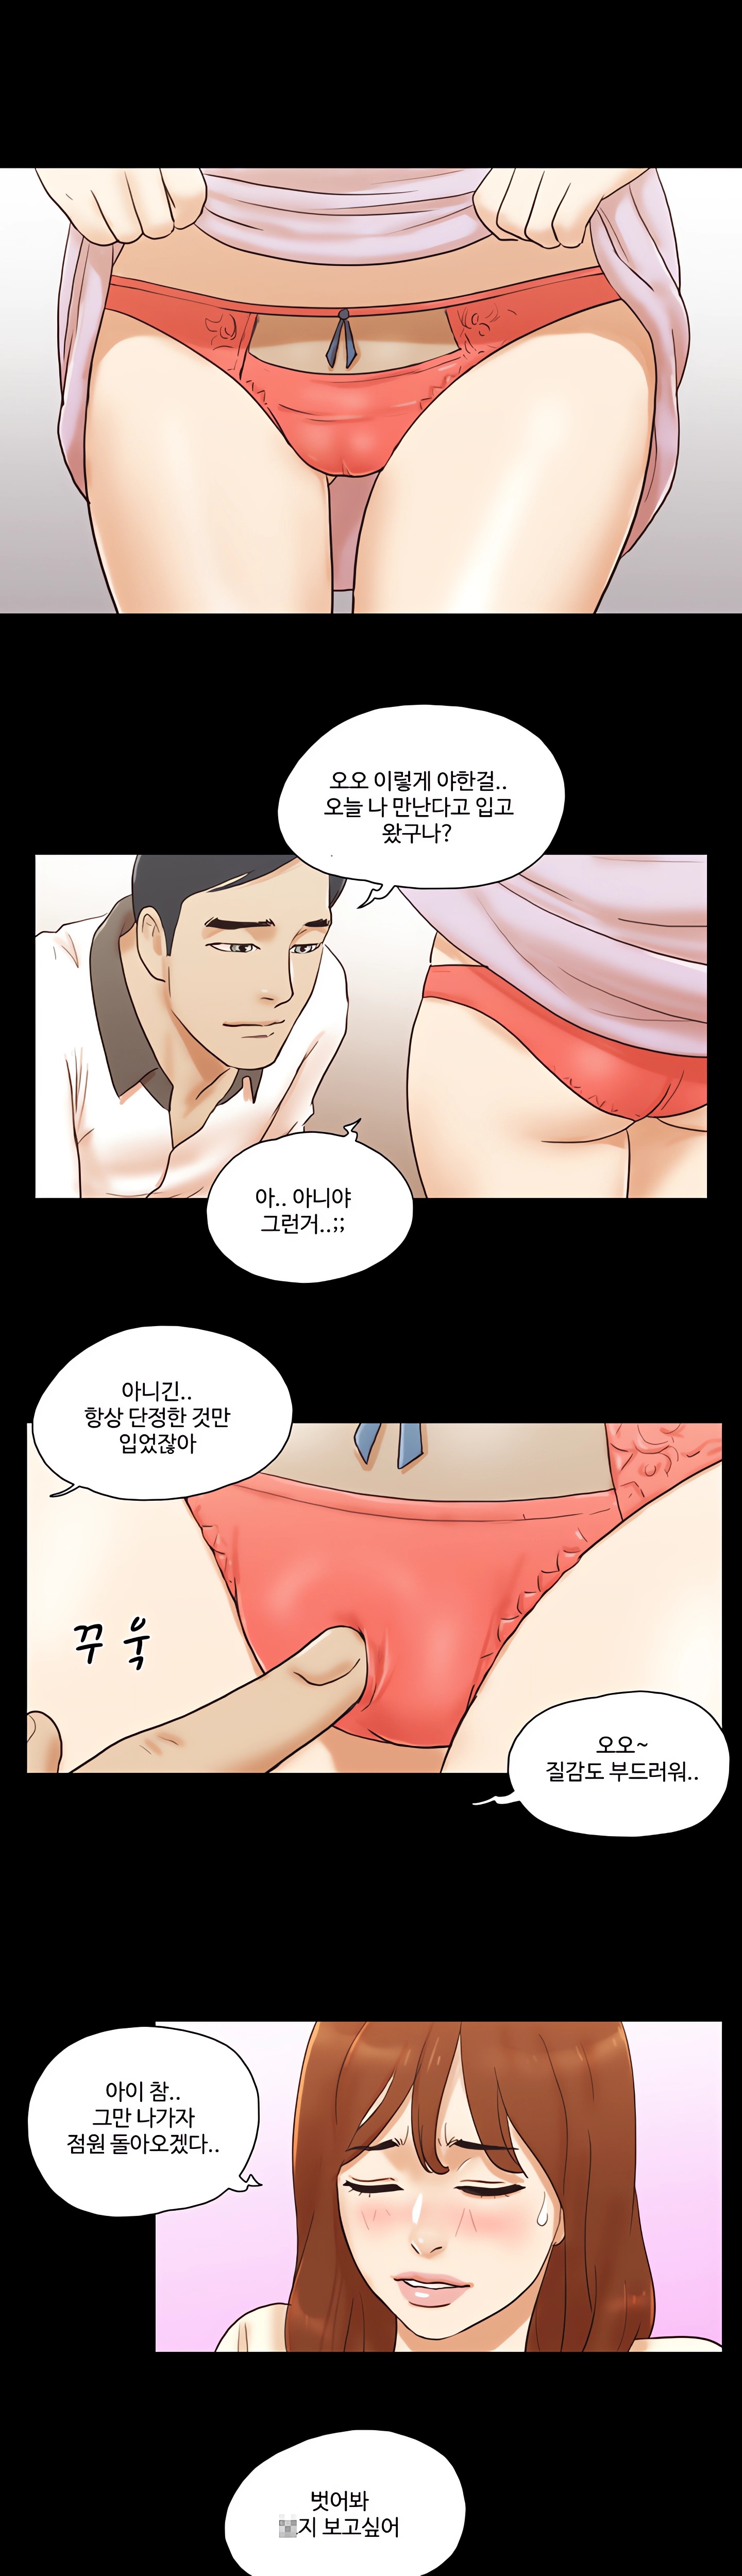 오오 이렇게 야한걸..
오늘 나 만난다고 입고
왔구나?
아.. 아니야
그런거..;;
아니긴..
항상 단정한 것만
입었잖아
꾸 욱
오오~
질감도 부드러워..
아이 참..
그만 나가자
점원 돌아오겠다..
벗어봐
지 보고싶어